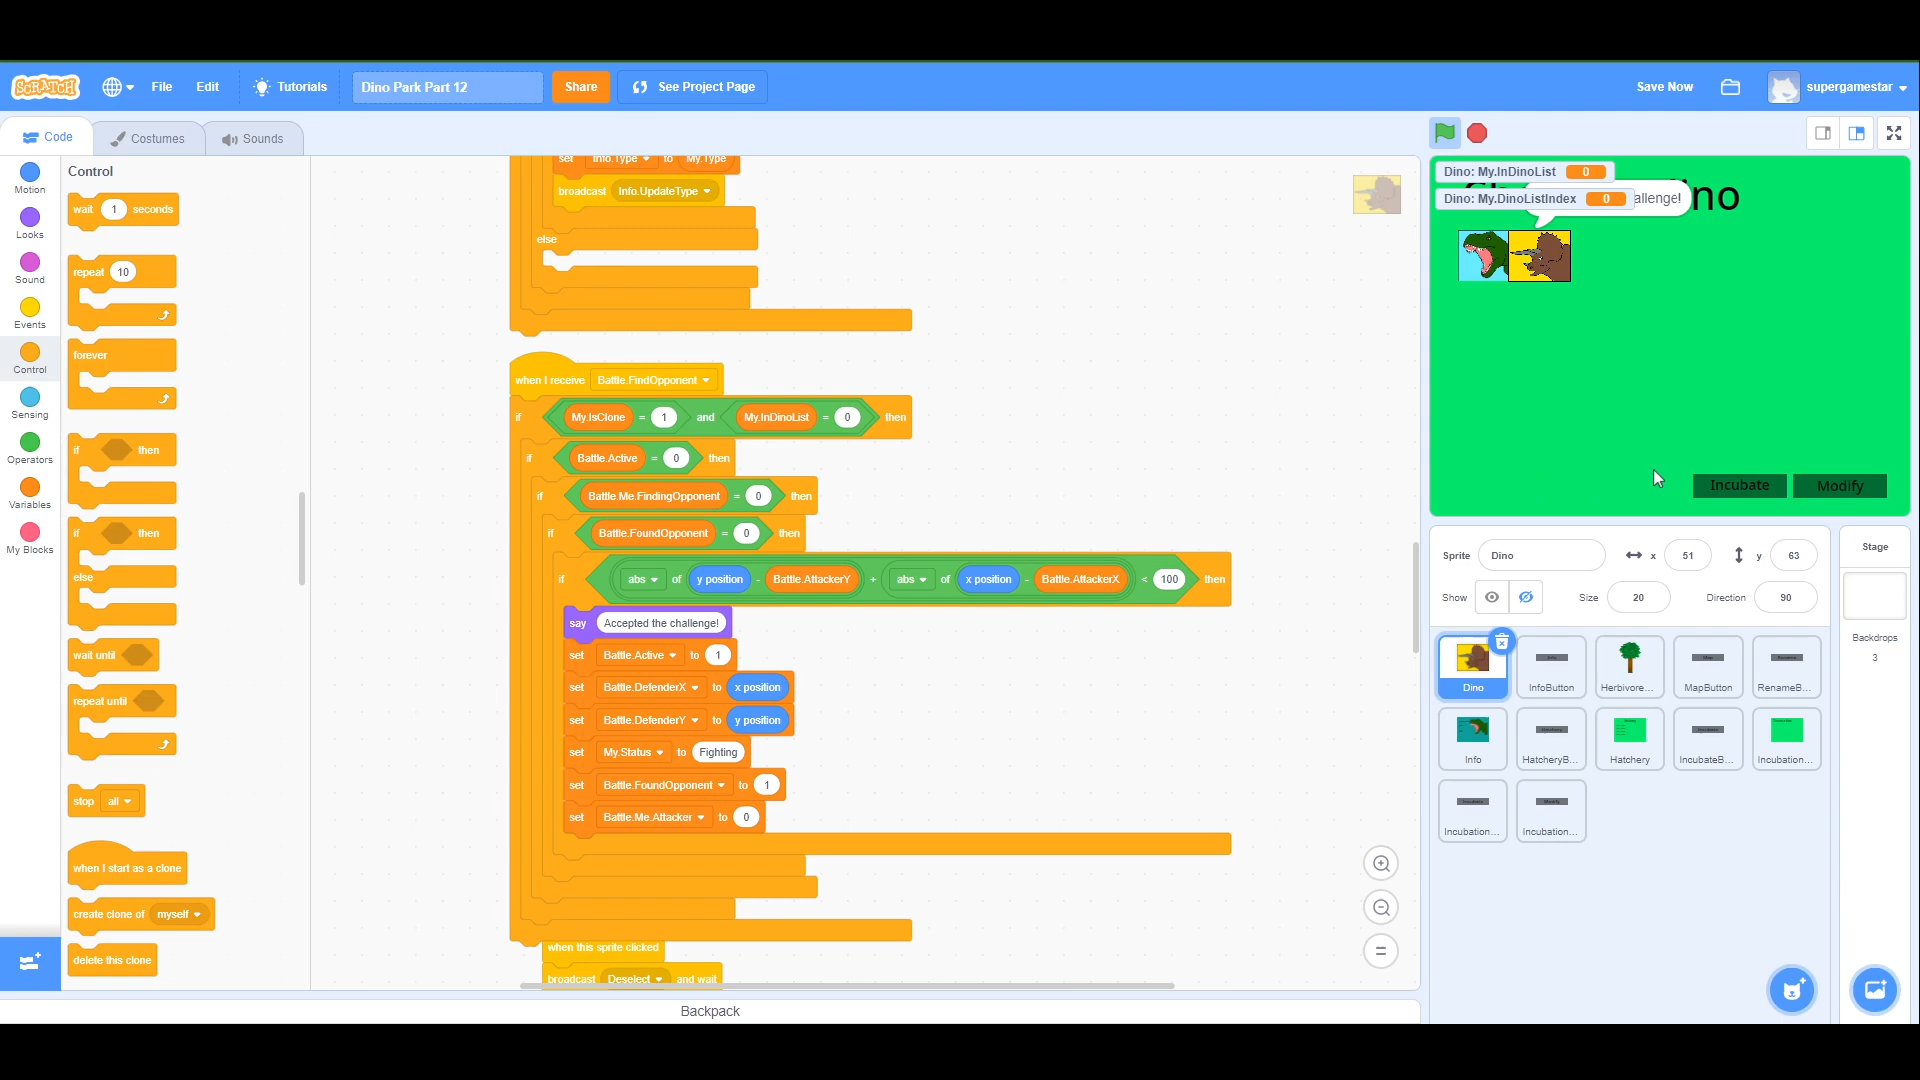 SCRATCH File Edit Tutorials Dino Park Part 12 Share See Project Page Save Now supergamestar
Code Costumes Sounds
Motion
Looks
Sound
Events
Control
Sensing
Operators
Variables
My Blocks
Control
wait 1 seconds
repeat 10
forever
if then
if then
else
wait until
repeat until
stop all
when I start as a clone
create clone of myself
delete this clone
set Info.Type to My.Type
broadcast Info.UpdateType
else
when I receive Battle.FindOpponent
if My.IsClone = 1 and My.InDinoList = 0 then
if Battle.Active = 0 then
if Battle.Me.FindingOpponent = 0 then
if Battle.FoundOpponent = 0 then
if abs of y position - Battle.AttackerY + abs of x position - Battle.AttackerX < 100 then
say Accepted the challenge!
set Battle.Active to 1
set Battle.DefenderX to x position
set Battle.DefenderY to y position
set My.Status to Fighting
set Battle.FoundOpponent to 1
set Battle.Me.Attacker to 0
when this sprite clicked
broadcast Deselect and wait
Backpack
Dino: My.InDinoList 0
Dino: My.DinoListIndex 0
allenge!
ino
Incubate Modify
Sprite Dino x 51 y 63
Show Size 20 Direction 90
Dino InfoButton Herbivore... MapButton RenameB...
Info HatcheryB... Hatchery IncubateB... Incubation...
Incubation... Incubation...
Stage
Backdrops
3